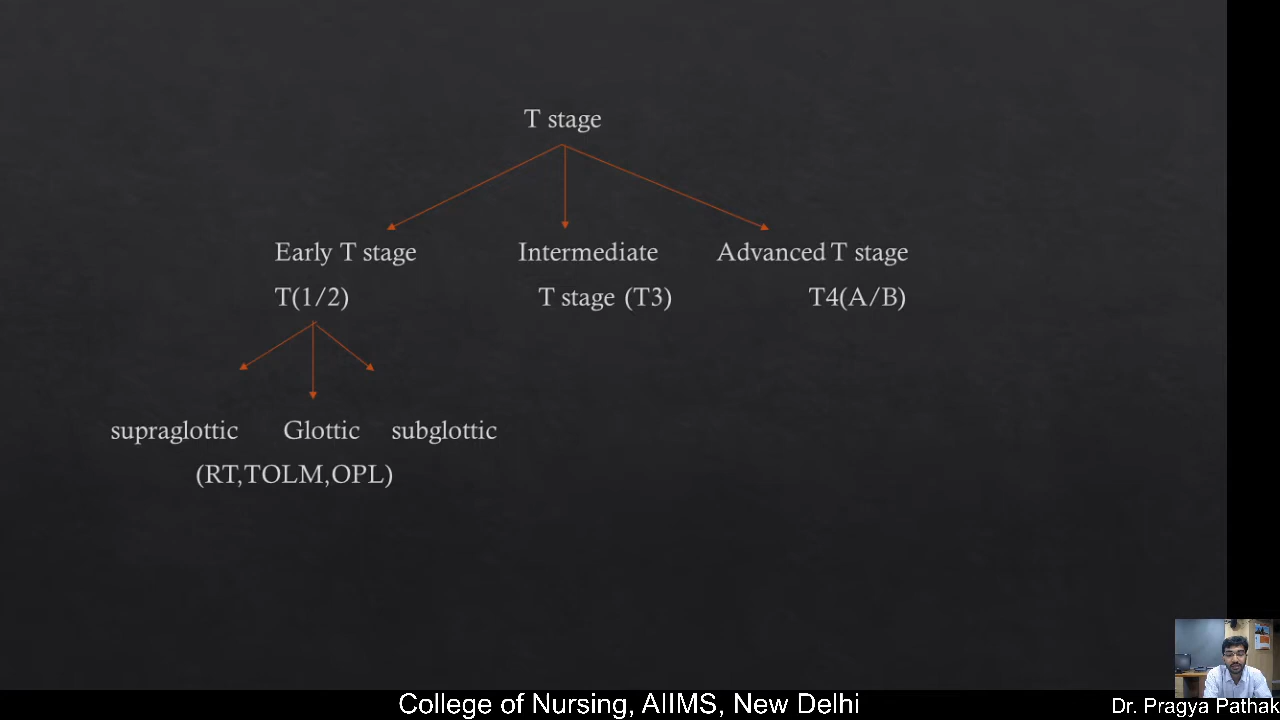 T stage
Early T stage Intermediate Advanced T stage
T(1/2) T stage (T3) T4(A/B)
supraglottic Glottic subglottic
(RT,TOLM,OPL)
College of Nursing, AIIMS, New Delhi
Dr. Pragya Pathak